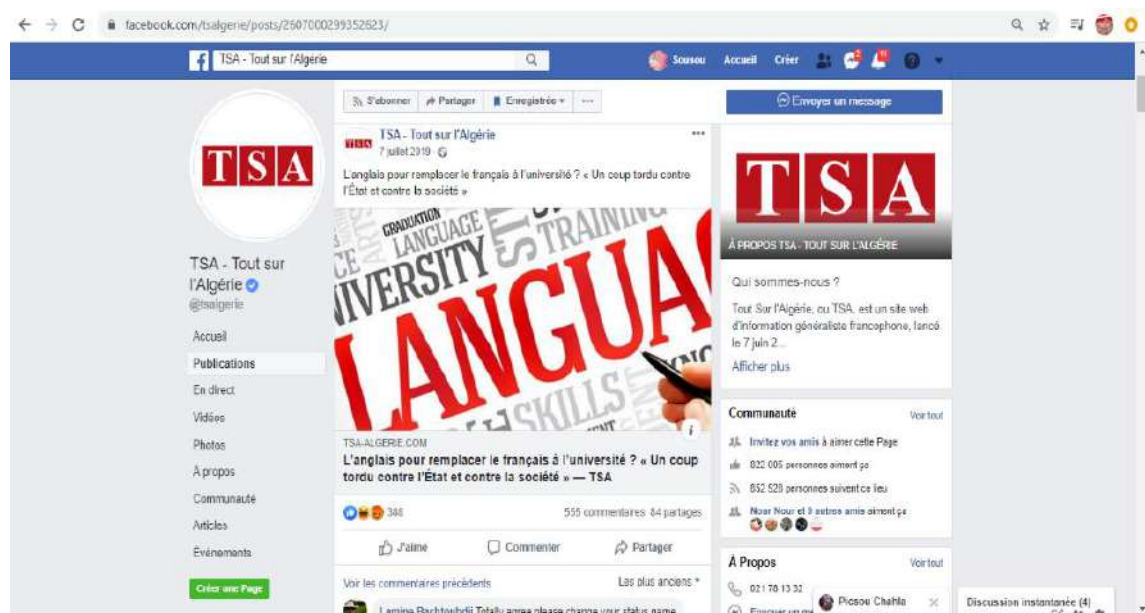 facebook.com/tsalgerie/posts/2607000299352623/
TSA - Tout sur l'Algérie
Sousou Accueil Créer
TSA
TSA - Tout sur
l'Algérie
@tsalgerie
Accueil
Publications
En direct
Vidéos
Photos
À propos
Communauté
Articles
Événements
Créer une Page
S'abonner Partager Enregistrée ...
TSA - Tout sur l'Algérie
7 juillet 2019
L'anglais pour remplacer le français à l'université ? « Un coup tordu contre
l'État et contre la société »
GRADUATION
LANGUAGE
TRAINING
UNIVERSITY
LANGUA
SKILLS
TSA-ALGERIE.COM
L'anglais pour remplacer le français à l'université ? « Un coup
tordu contre l'État et contre la société » — TSA
388 555 commentaires 84 partages
J'aime Commenter Partager
Voir les commentaires précédents Les plus anciens
Totally agree please change your status name
Envoyer un message
TSA
À PROPOS TSA - TOUT SUR L'ALGÉRIE
Qui sommes-nous ?
Tout Sur l'Algérie, ou TSA, est un site web
d'information généraliste francophone, lancé
le 7 juin 2...
Afficher plus
Communauté Voir tout
Invitez vos amis à aimer cette Page
822 005 personnes aiment ça
852 528 personnes suivent ce lieu
Nour Nour et 9 autres amis aiment ça
À Propos Voir tout
021 78 13 32
Picsou Chahla
Discussion instantanée (4)